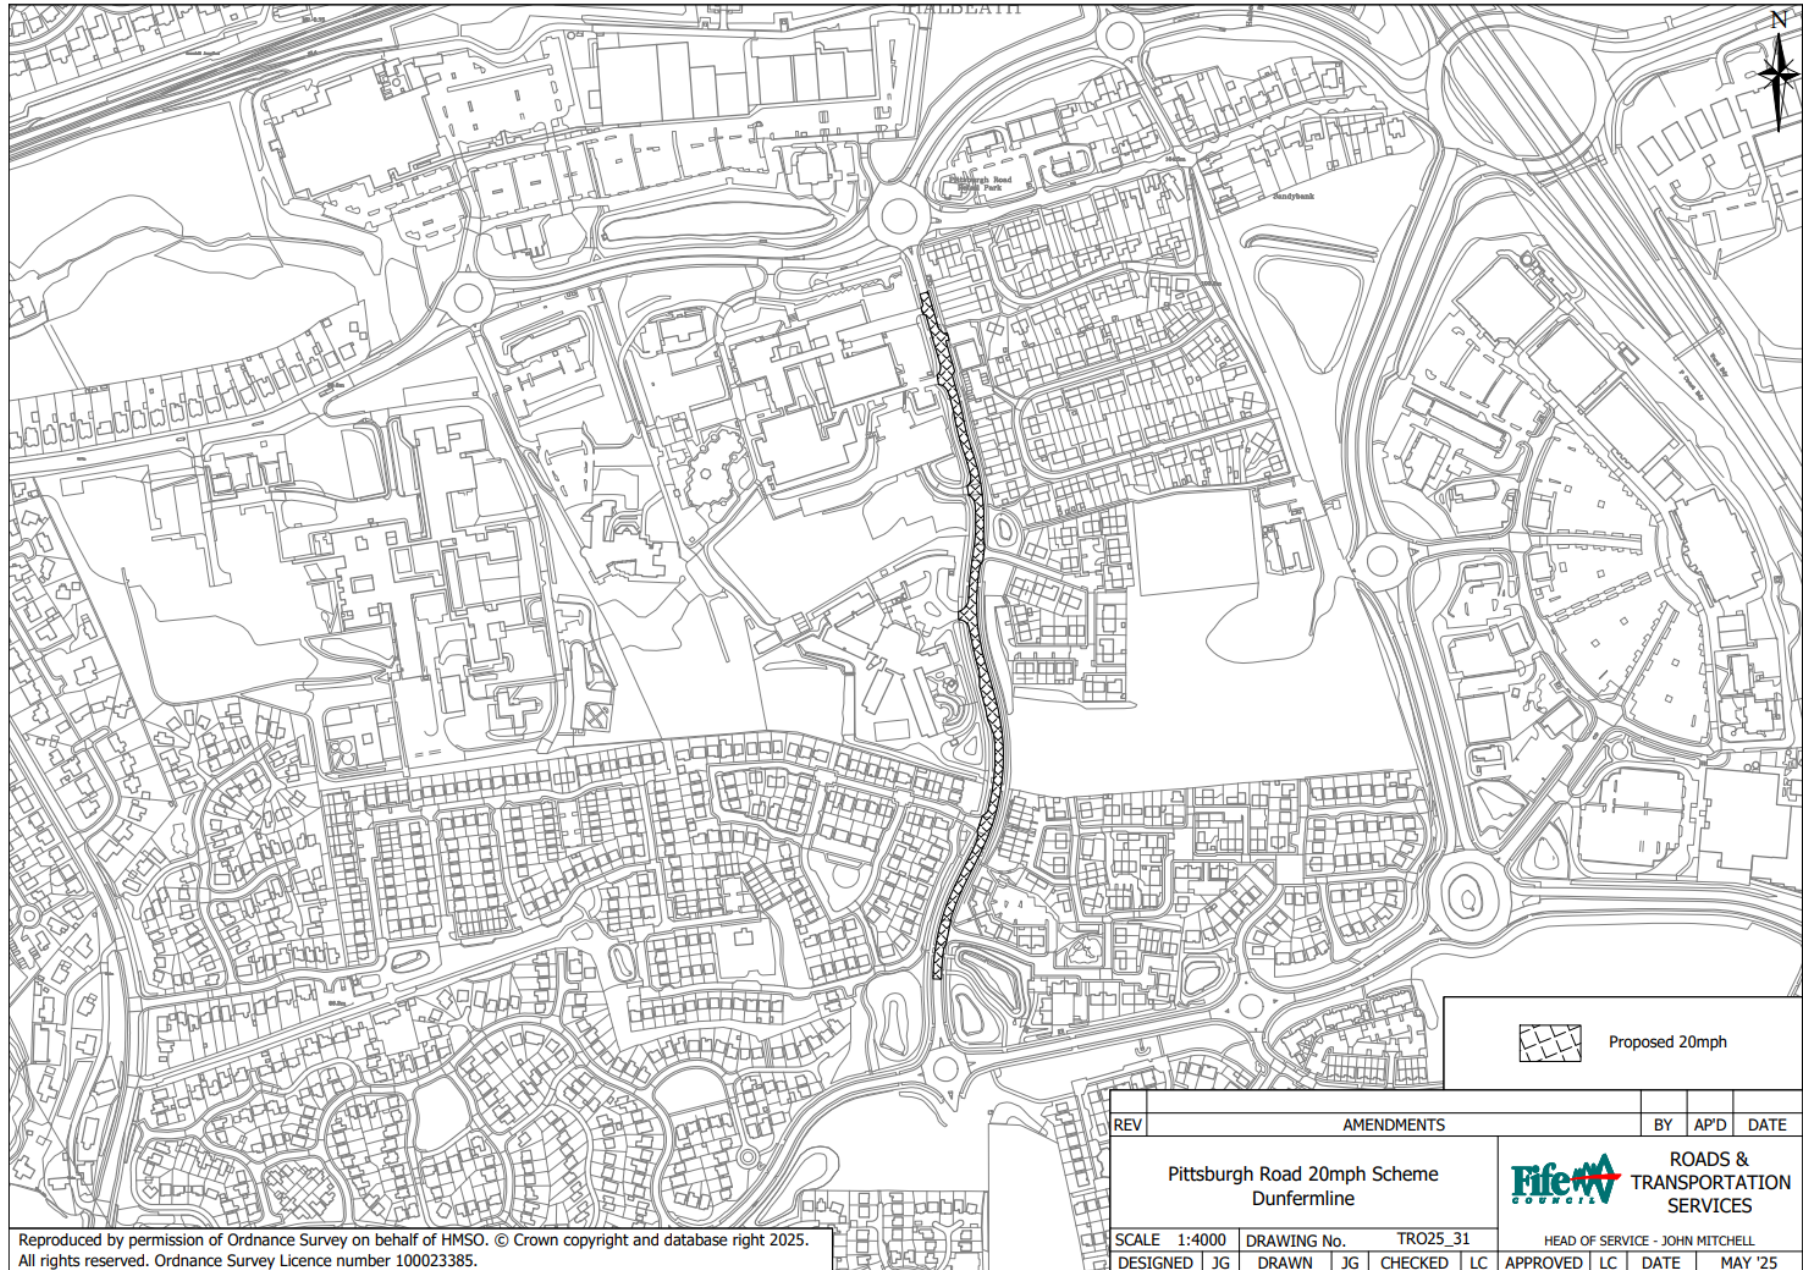 HALBEATH
N
Pittsburgh Road
Retail Park
Sandybank
Proposed 20mph
REV AMENDMENTS BY AP'D DATE
Pittsburgh Road 20mph Scheme
Dunfermline
Fife
COUNCIL
ROADS &
TRANSPORTATION
SERVICES
SCALE 1:4000 DRAWING No. TRO25_31 HEAD OF SERVICE - JOHN MITCHELL
DESIGNED JG DRAWN JG CHECKED LC APPROVED LC DATE MAY '25
Reproduced by permission of Ordnance Survey on behalf of HMSO. © Crown copyright and database right 2025.
All rights reserved. Ordnance Survey Licence number 100023385.